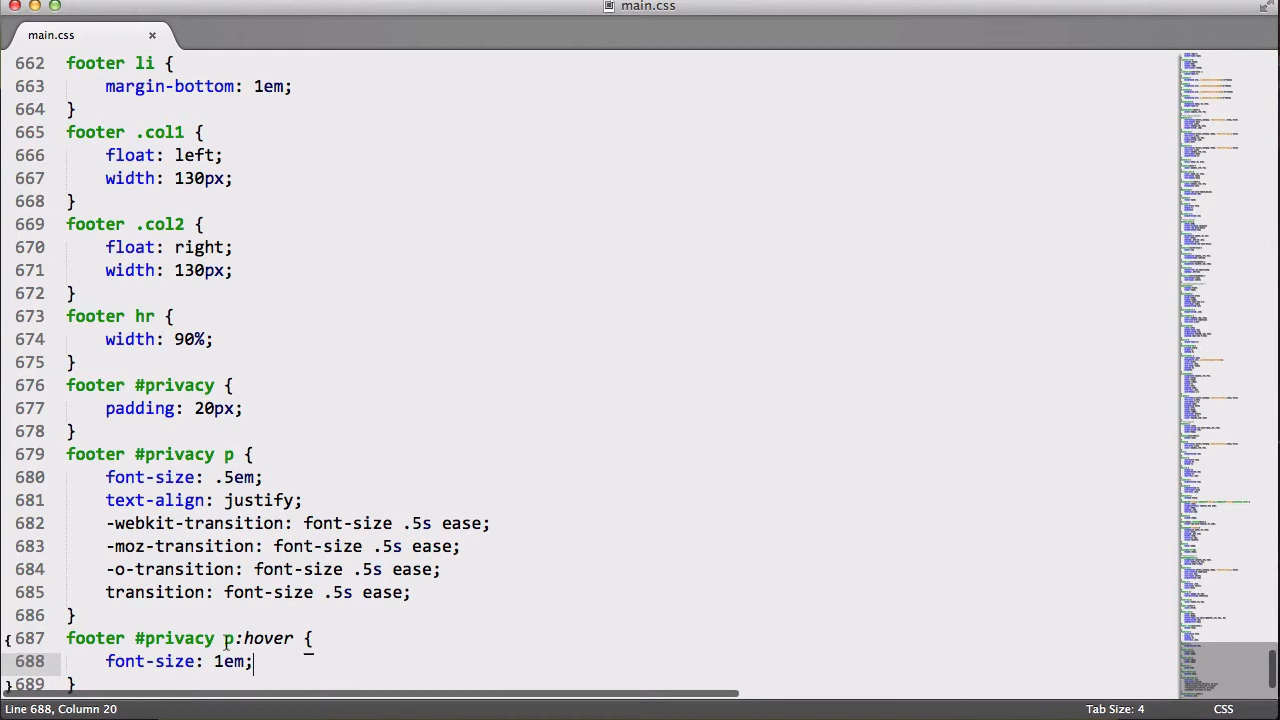 main.css
main.css
662 footer li {
663 margin-bottom: 1em;
664 }
665 footer .col1 {
666 float: left;
667 width: 130px;
668 }
669 footer .col2 {
670 float: right;
671 width: 130px;
672 }
673 footer hr {
674 width: 90%;
675 }
676 footer #privacy {
677 padding: 20px;
678 }
679 footer #privacy p {
680 font-size: .5em;
681 text-align: justify;
682 -webkit-transition: font-size .5s ease;
683 -moz-transition: font-size .5s ease;
684 -o-transition: font-size .5s ease;
685 transition: font-size .5s ease;
686 }
{ 687 footer #privacy p:hover {
688 font-size: 1em;
} 689 }
Line 688, Column 20 Tab Size: 4 CSS